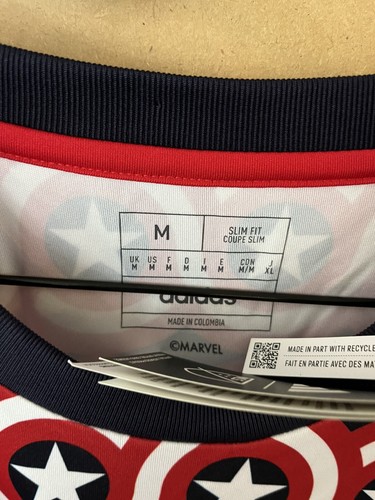 M
SLIM FIT
COUPE SLIM
UK US F D I E CON J
M M M M M M M/M XL
adidas
MADE IN COLOMBIA
©MARVEL
MADE IN PART WITH RECYCLE
FAIT EN PARTIE AVEC DES MA